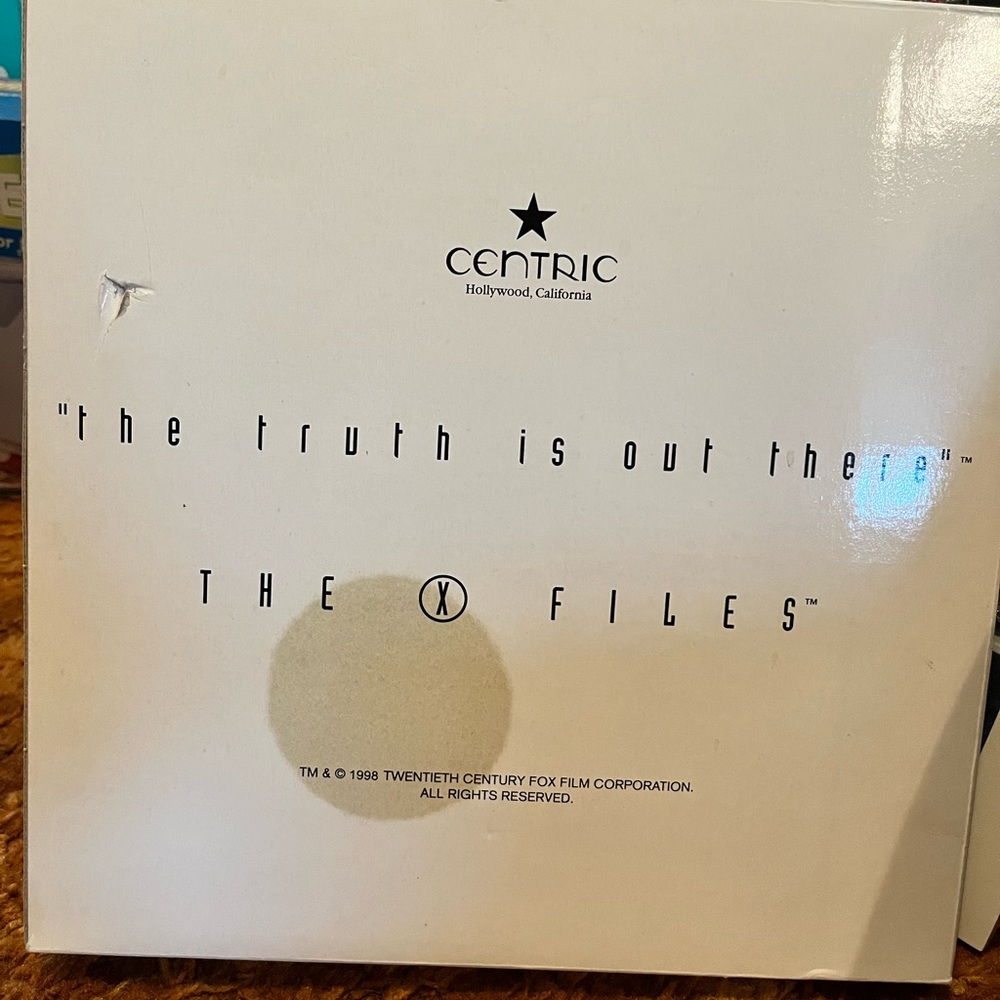 CENTRIC
Hollywood, California
"the truth is out there"™
THE X FILES™
TM & © 1998 TWENTIETH CENTURY FOX FILM CORPORATION.
ALL RIGHTS RESERVED.